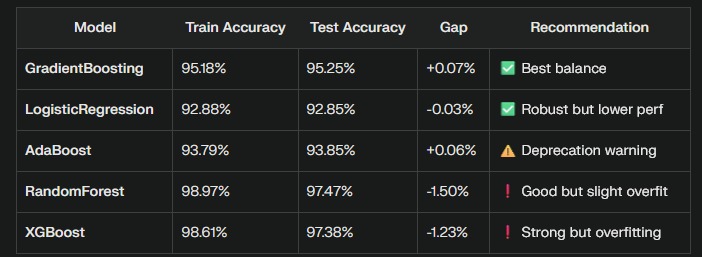 Model Train Accuracy Test Accuracy Gap Recommendation
GradientBoosting 95.18% 95.25% +0.07% ✅ Best balance
LogisticRegression 92.88% 92.85% -0.03% ✅ Robust but lower perf
AdaBoost 93.79% 93.85% +0.06% ⚠️ Deprecation warning
RandomForest 98.97% 97.47% -1.50% ❗ Good but slight overfit
XGBoost 98.61% 97.38% -1.23% ❗ Strong but overfitting